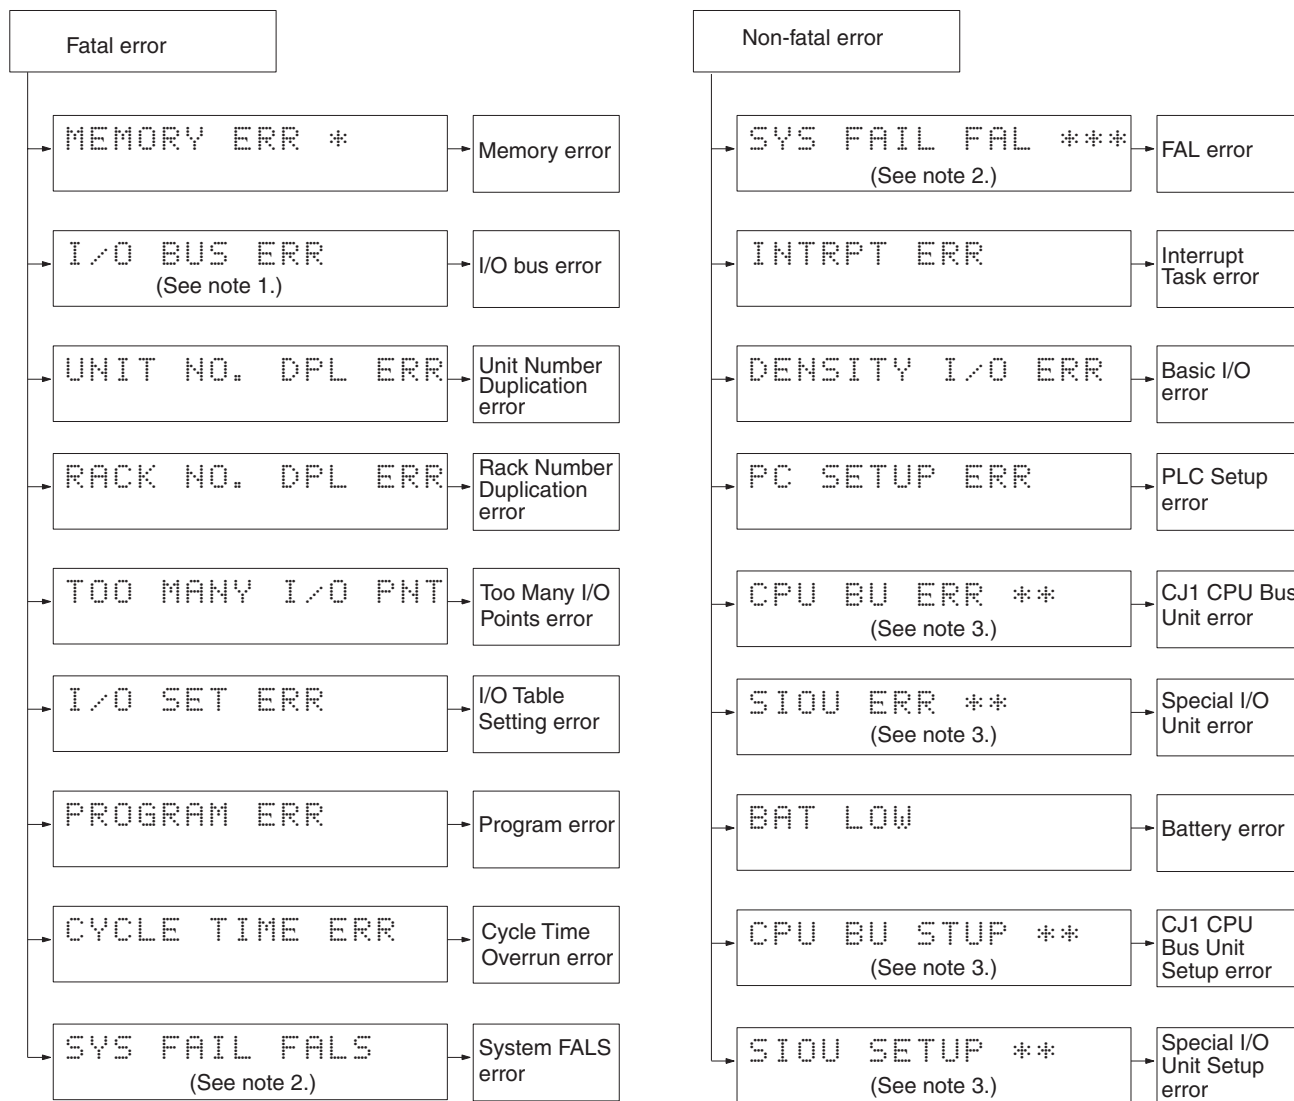 Fatal error
MEMORY ERR *
Memory error
I/O BUS ERR
(See note 1.)
I/O bus error
UNIT NO. DPL ERR
Unit Number
Duplication
error
RACK NO. DPL ERR
Rack Number
Duplication
error
TOO MANY I/O PNT
Too Many I/O
Points error
I/O SET ERR
I/O Table
Setting error
PROGRAM ERR
Program error
CYCLE TIME ERR
Cycle Time
Overrun error
SYS FAIL FALS
(See note 2.)
System FALS
error
Non-fatal error
SYS FAIL FAL ***
(See note 2.)
FAL error
INTRPT ERR
Interrupt
Task error
DENSITY I/O ERR
Basic I/O
error
PC SETUP ERR
PLC Setup
error
CPU BU ERR **
(See note 3.)
CJ1 CPU Bus
Unit error
SIOU ERR **
(See note 3.)
Special I/O
Unit error
BAT LOW
Battery error
CPU BU STUP **
(See note 3.)
CJ1 CPU
Bus Unit
Setup error
SIOU SETUP **
(See note 3.)
Special I/O
Unit Setup
error